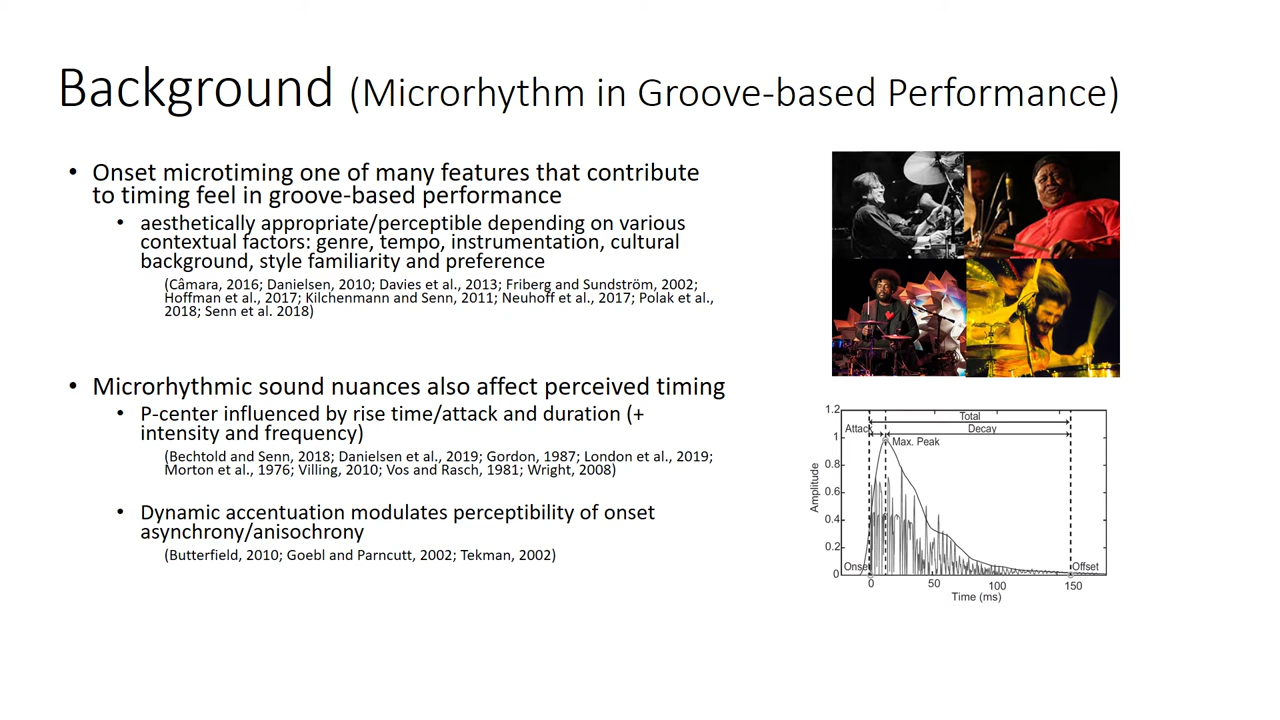 Background (Microrhythm in Groove-based Performance)
• Onset microtiming one of many features that contribute
to timing feel in groove-based performance
• aesthetically appropriate/perceptible depending on various
contextual factors: genre, tempo, instrumentation, cultural
background, style familiarity and preference
(Câmara, 2016; Danielsen, 2010; Davies et al., 2013; Friberg and Sundström, 2002;
Hoffman et al., 2017; Kilchenmann and Senn, 2011; Neuhoff et al., 2017; Polak et al.,
2018; Senn et al. 2018)
• Microrhythmic sound nuances also affect perceived timing
• P-center influenced by rise time/attack and duration (+
intensity and frequency)
(Bechtold and Senn, 2018; Danielsen et al., 2019; Gordon, 1987; London et al., 2019;
Morton et al., 1976; Villing, 2010; Vos and Rasch, 1981; Wright, 2008)
• Dynamic accentuation modulates perceptibility of onset
asynchrony/anisochrony
(Butterfield, 2010; Goebl and Parncutt, 2002; Tekman, 2002)
1.2
Total
Attack
Decay
1
Max. Peak
0.8
Amplitude
0.6
0.4
0.2
Onset
Offset
0
0
50
100
150
Time (ms)